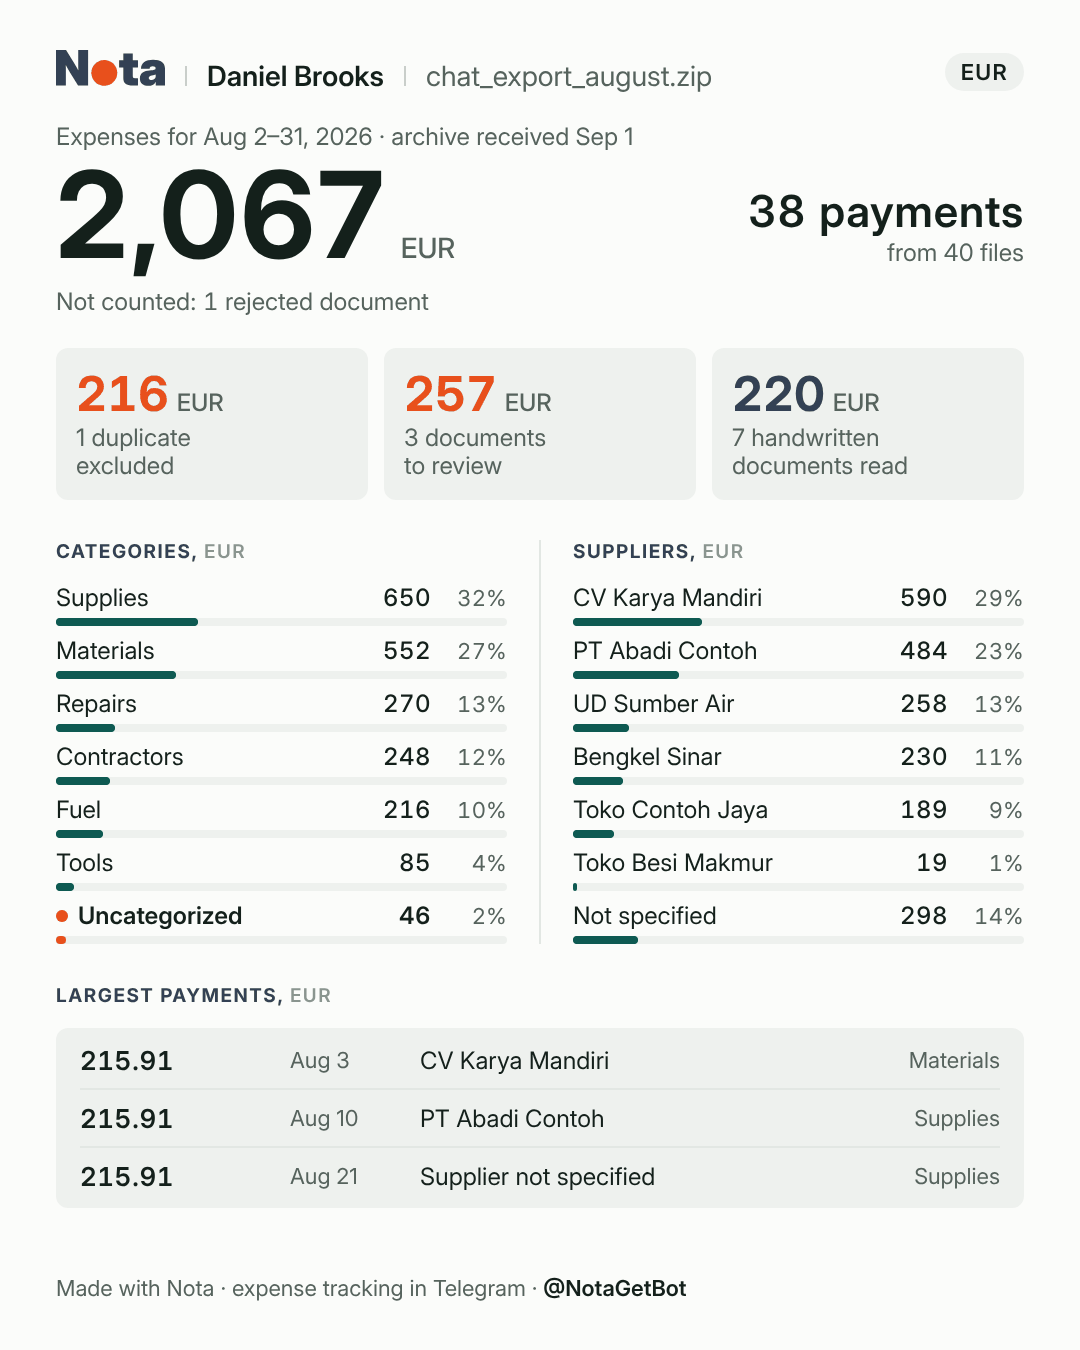 Nota | Daniel Brooks | chat_export_august.zip
EUR
Expenses for Aug 2–31, 2026 · archive received Sep 1
2,067 EUR
38 payments
from 40 files
Not counted: 1 rejected document
216 EUR
1 duplicate
excluded
257 EUR
3 documents
to review
220 EUR
7 handwritten
documents read
CATEGORIES, EUR
Supplies 650 32%
Materials 552 27%
Repairs 270 13%
Contractors 248 12%
Fuel 216 10%
Tools 85 4%
Uncategorized 46 2%
SUPPLIERS, EUR
CV Karya Mandiri 590 29%
PT Abadi Contoh 484 23%
UD Sumber Air 258 13%
Bengkel Sinar 230 11%
Toko Contoh Jaya 189 9%
Toko Besi Makmur 19 1%
Not specified 298 14%
LARGEST PAYMENTS, EUR
215.91 Aug 3 CV Karya Mandiri Materials
215.91 Aug 10 PT Abadi Contoh Supplies
215.91 Aug 21 Supplier not specified Supplies
Made with Nota · expense tracking in Telegram · @NotaGetBot